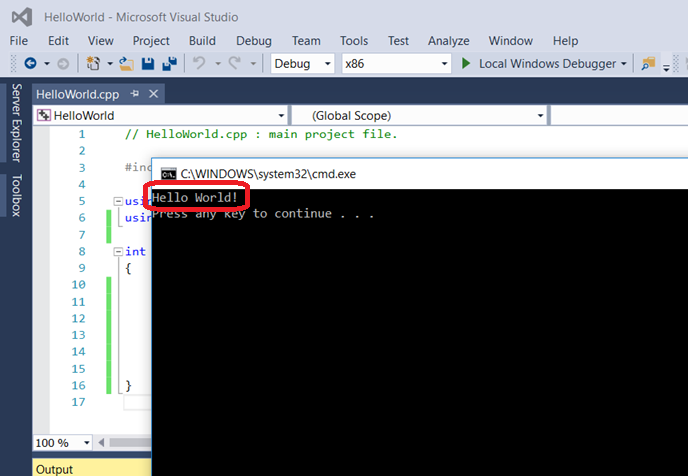 HelloWorld - Microsoft Visual Studio
File Edit View Project Build Debug Team Tools Test Analyze Window Help
Debug x86 Local Windows Debugger
Server Explorer
Toolbox
HelloWorld.cpp
HelloWorld (Global Scope)
1 // HelloWorld.cpp : main project file.
2
3 #inc
4
5 usin
6 usin
7
8 int
9 {
10
11
12
13
14
15
16 }
17
C:\WINDOWS\system32\cmd.exe
Hello World!
Press any key to continue . . .
100 %
Output